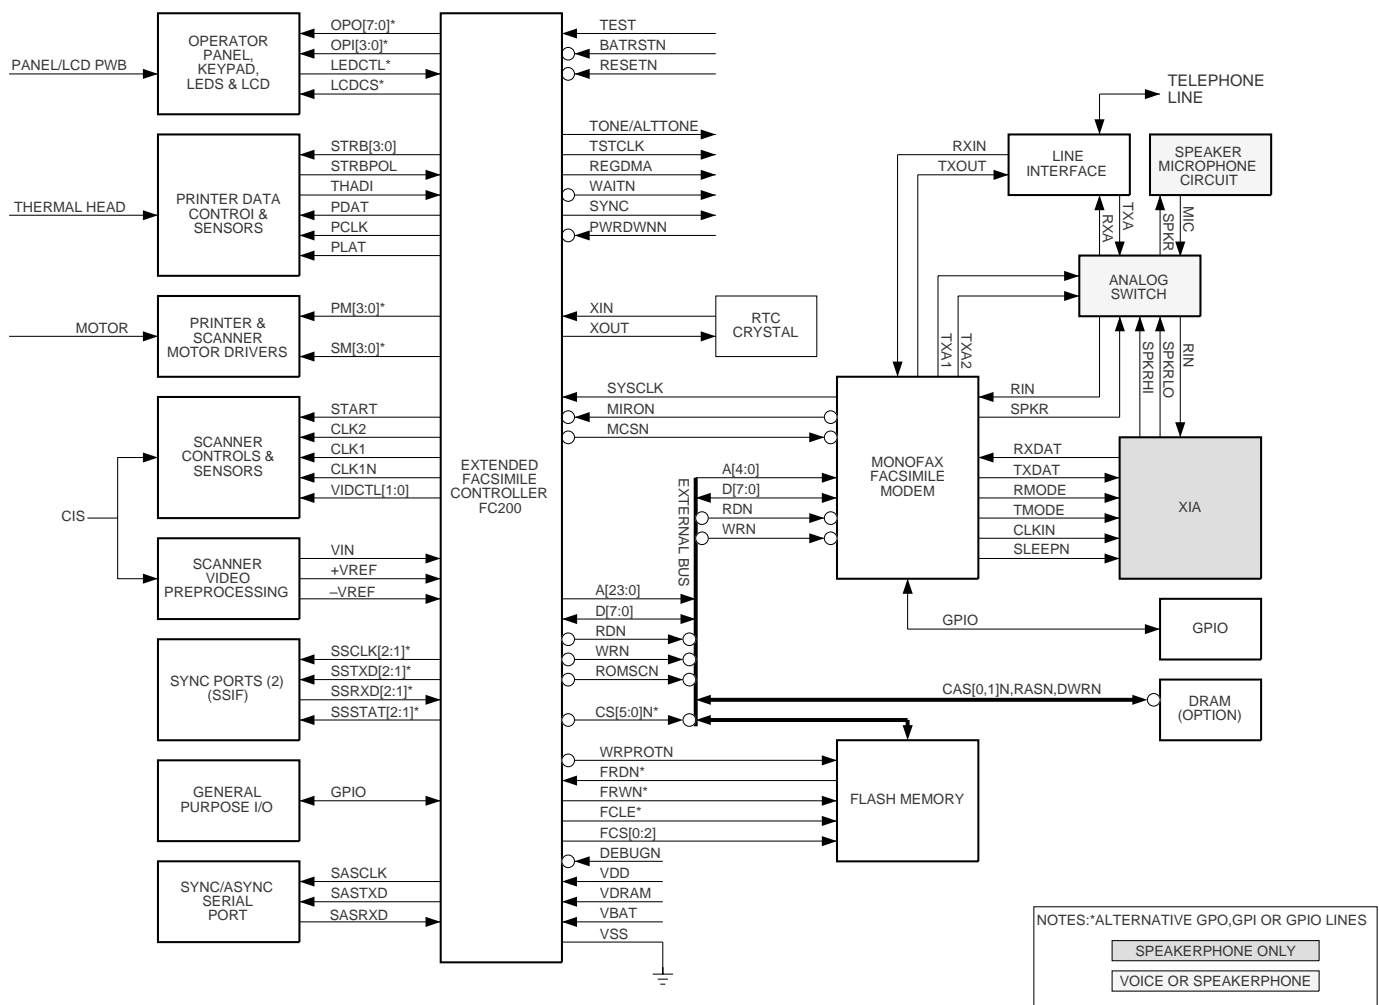 PANEL/LCD PWB
OPERATOR
PANEL,
KEYPAD,
LEDS & LCD
OPO[7:0]*
OPI[3:0]*
LEDCTL*
LCDCS*
THERMAL HEAD
PRINTER DATA
CONTROI &
SENSORS
STRB[3:0]
STRBPOL
THADI
PDAT
PCLK
PLAT
MOTOR
PRINTER &
SCANNER
MOTOR DRIVERS
PM[3:0]*
SM[3:0]*
CIS
SCANNER
CONTROLS &
SENSORS
START
CLK2
CLK1
CLK1N
VIDCTL[1:0]
SCANNER
VIDEO
PREPROCESSING
VIN
+VREF
–VREF
SYNC PORTS (2)
(SSIF)
SSCLK[2:1]*
SSTXD[2:1]*
SSRXD[2:1]*
SSSTAT[2:1]*
GENERAL
PURPOSE I/O
GPIO
SYNC/ASYNC
SERIAL
PORT
SASCLK
SASTXD
SASRXD
EXTENDED
FACSIMILE
CONTROLLER
FC200
TEST
BATRSTN
RESETN
TONE/ALTTONE
TSTCLK
REGDMA
WAITN
SYNC
PWRDWNN
XIN
XOUT
RTC
CRYSTAL
SYSCLK
MIRON
MCSN
A[23:0]
D[7:0]
RDN
WRN
ROMSCN
CS[5:0]N*
WRPROTN
FRDN*
FRWN*
FCLE*
FCS[0:2]
DEBUGN
VDD
VDRAM
VBAT
VSS
EXTERNAL BUS
A[4:0]
D[7:0]
RDN
WRN
MONOFAX
FACSIMILE
MODEM
RXIN
TXOUT
TXA1
TXA2
LINE
INTERFACE
TELEPHONE
LINE
SPEAKER
MICROPHONE
CIRCUIT
RXA
TXA
SPKR
MIC
ANALOG
SWITCH
RIN
SPKR
SPKRHI
SPKRLO
RIN
RXDAT
TXDAT
RMODE
TMODE
CLKIN
SLEEPN
XIA
GPIO
GPIO
CAS[0,1]N,RASN,DWRN
DRAM
(OPTION)
FLASH MEMORY
NOTES:*ALTERNATIVE GPO,GPI OR GPIO LINES
SPEAKERPHONE ONLY
VOICE OR SPEAKERPHONE